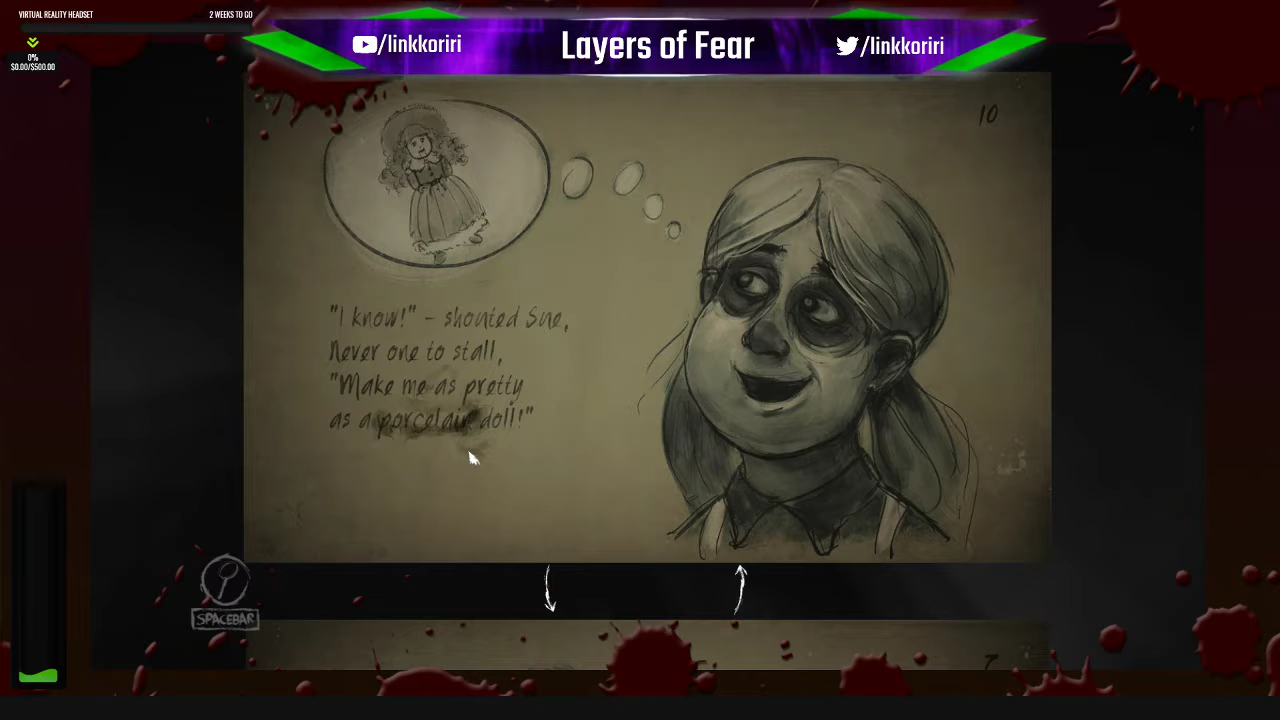 VIRTUAL REALITY HEADSET
2 WEEKS TO GO
0%
$0.00/$500.00
/linkkoriri
Layers of Fear
/linkkoriri
10
"I know!" – shouted Sue,
Never one to stall,
"Make me as pretty
as a porcelain doll!"
SPACEBAR
7